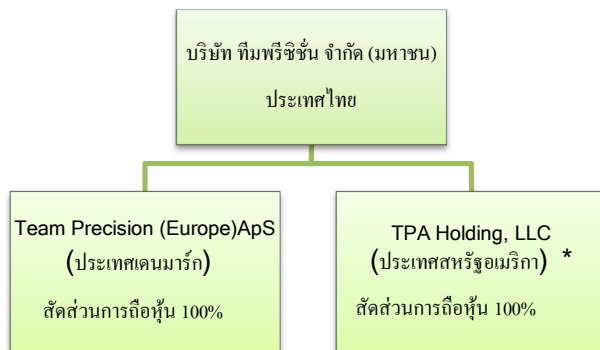 บริษัท ทีมพรีซิชั่น จำกัด (มหาชน)
ประเทศไทย
Team Precision (Europe)ApS
(ประเทศเดนมาร์ก)
สัดส่วนการถือหุ้น 100%
TPA Holding, LLC
(ประเทศสหรัฐอเมริกา) *
สัดส่วนการถือหุ้น 100%